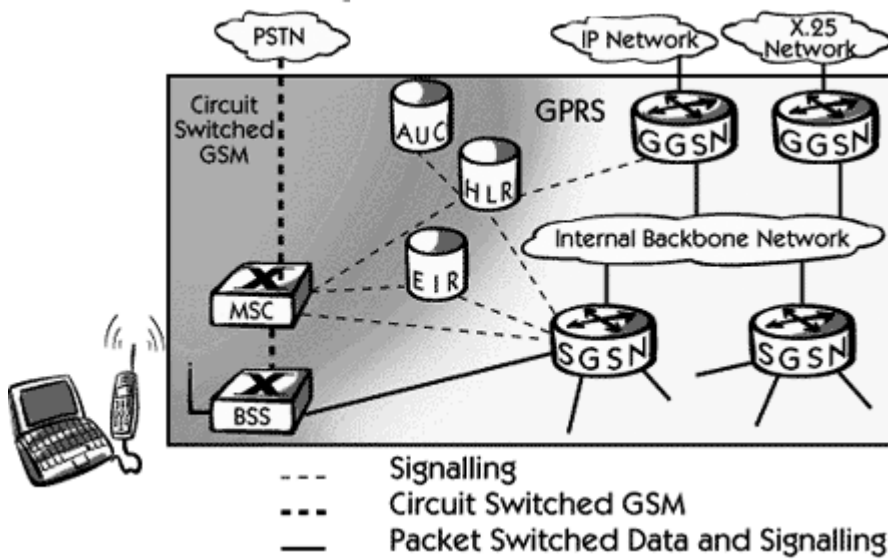 PSTN
IP Network
X.25
Network
Circuit
Switched
GSM
AUC
GPRS
GGSN
GGSN
HLR
Internal Backbone Network
EIR
MSC
SGSN
SGSN
BSS
Signalling
Circuit Switched GSM
Packet Switched Data and Signalling